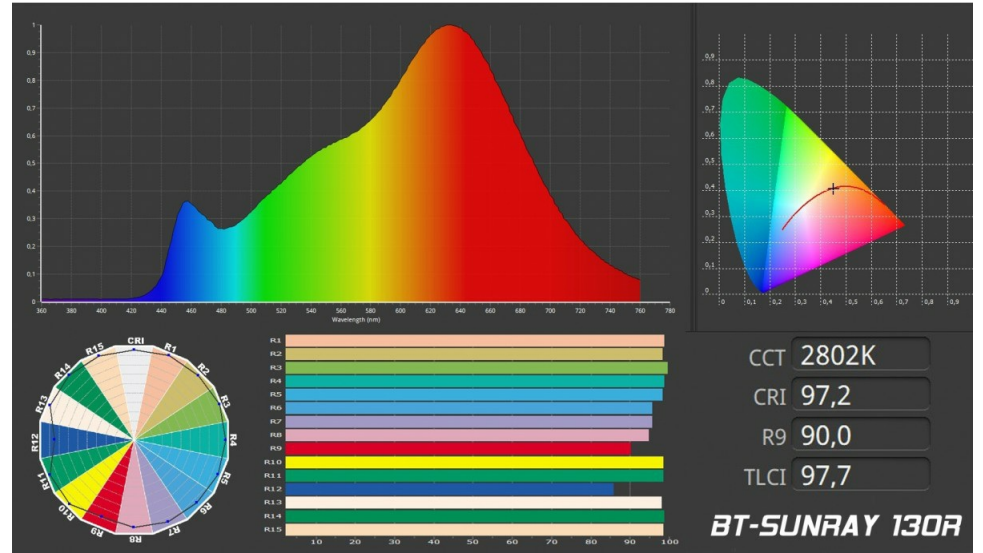 1
0,9
0,8
0,7
0,6
0,5
0,4
0,3
0,2
0,1
0
360 380 400 420 440 460 480 500 520 540 560 580 600 620 640 660 680 700 720 740 760 780
Wavelength (nm)
0,9
0,8
0,7
0,6
0,5
0,4
0,3
0,2
0,1
0
0 0,1 0,2 0,3 0,4 0,5 0,6 0,7 0,8 0,9
CRI
R1
R2
R3
R4
R5
R6
R7
R8
R9
R10
R11
R12
R13
R14
R15
R1
R2
R3
R4
R5
R6
R7
R8
R9
R10
R11
R12
R13
R14
R15
10 20 30 40 50 60 70 80 90 100
CCT 2802K
CRI 97,2
R9 90,0
TLCI 97,7
BT-SUNRAY 130R